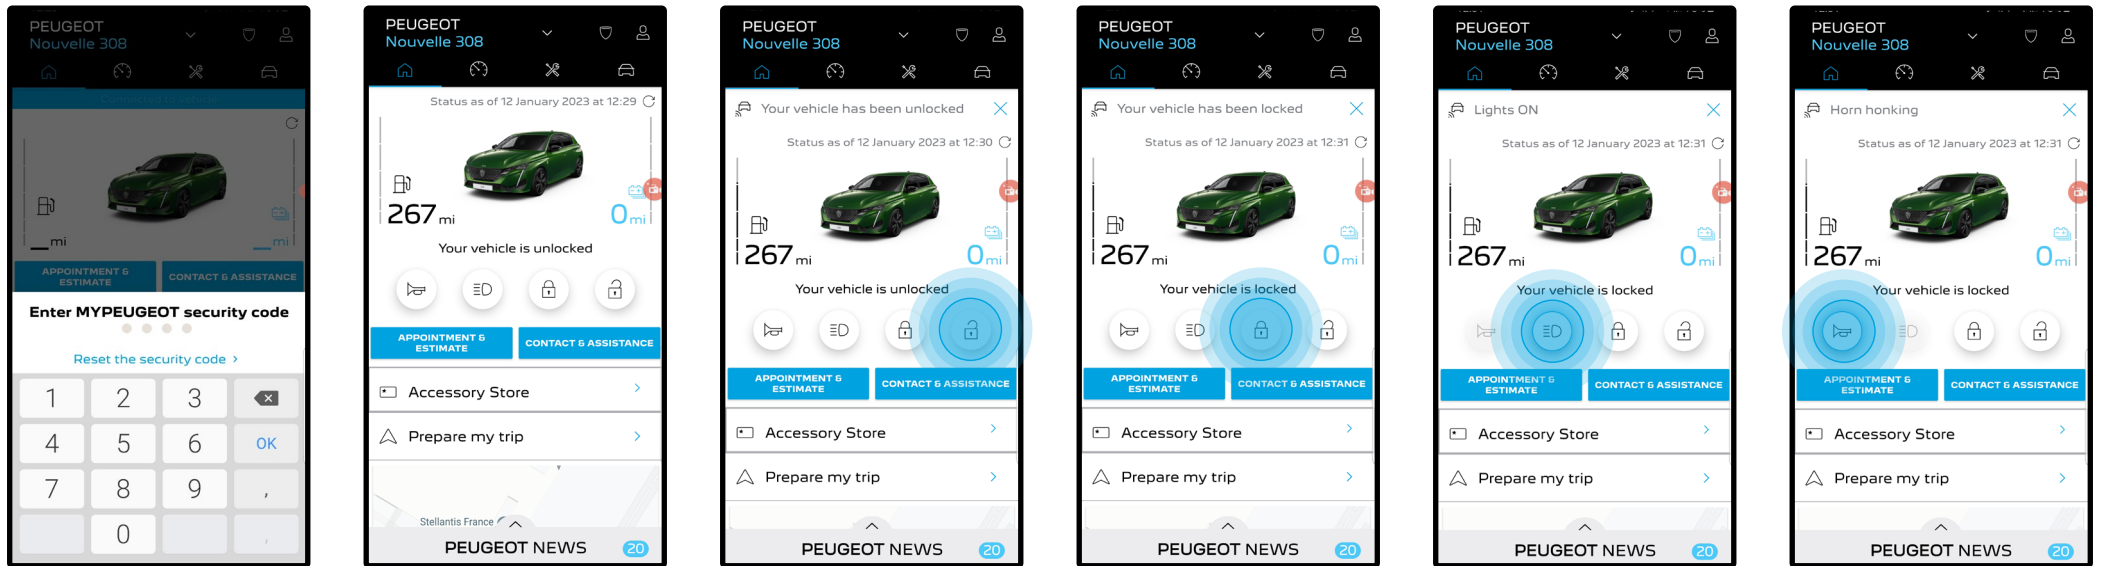 PEUGEOT
Nouvelle 308
mi
mi
APPOINTMENT &
ESTIMATE
CONTACT & ASSISTANCE
Enter MYPEUGEOT security code
Reset the security code
1 2 3
4 5 6 OK
7 8 9 ,
0 ,
PEUGEOT
Nouvelle 308
Status as of 12 January 2023 at 12:29
267 mi
0 mi
Your vehicle is unlocked
APPOINTMENT &
ESTIMATE
CONTACT & ASSISTANCE
Accessory Store
Prepare my trip
Stellantis France
PEUGEOT NEWS 20
PEUGEOT
Nouvelle 308
Your vehicle has been unlocked
Status as of 12 January 2023 at 12:30
267 mi
0 mi
Your vehicle is unlocked
APPOINTMENT &
ESTIMATE
CONTACT & ASSISTANCE
Accessory Store
Prepare my trip
PEUGEOT NEWS 20
PEUGEOT
Nouvelle 308
Your vehicle has been locked
Status as of 12 January 2023 at 12:31
267 mi
0 mi
Your vehicle is locked
APPOINTMENT &
ESTIMATE
CONTACT & ASSISTANCE
Accessory Store
Prepare my trip
PEUGEOT NEWS 20
PEUGEOT
Nouvelle 308
Lights ON
Status as of 12 January 2023 at 12:31
267 mi
0 mi
Your vehicle is locked
APPOINTMENT &
ESTIMATE
CONTACT & ASSISTANCE
Accessory Store
Prepare my trip
PEUGEOT NEWS 20
PEUGEOT
Nouvelle 308
Horn honking
Status as of 12 January 2023 at 12:31
267 mi
0 mi
Your vehicle is locked
APPOINTMENT &
ESTIMATE
CONTACT & ASSISTANCE
Accessory Store
Prepare my trip
PEUGEOT NEWS 20